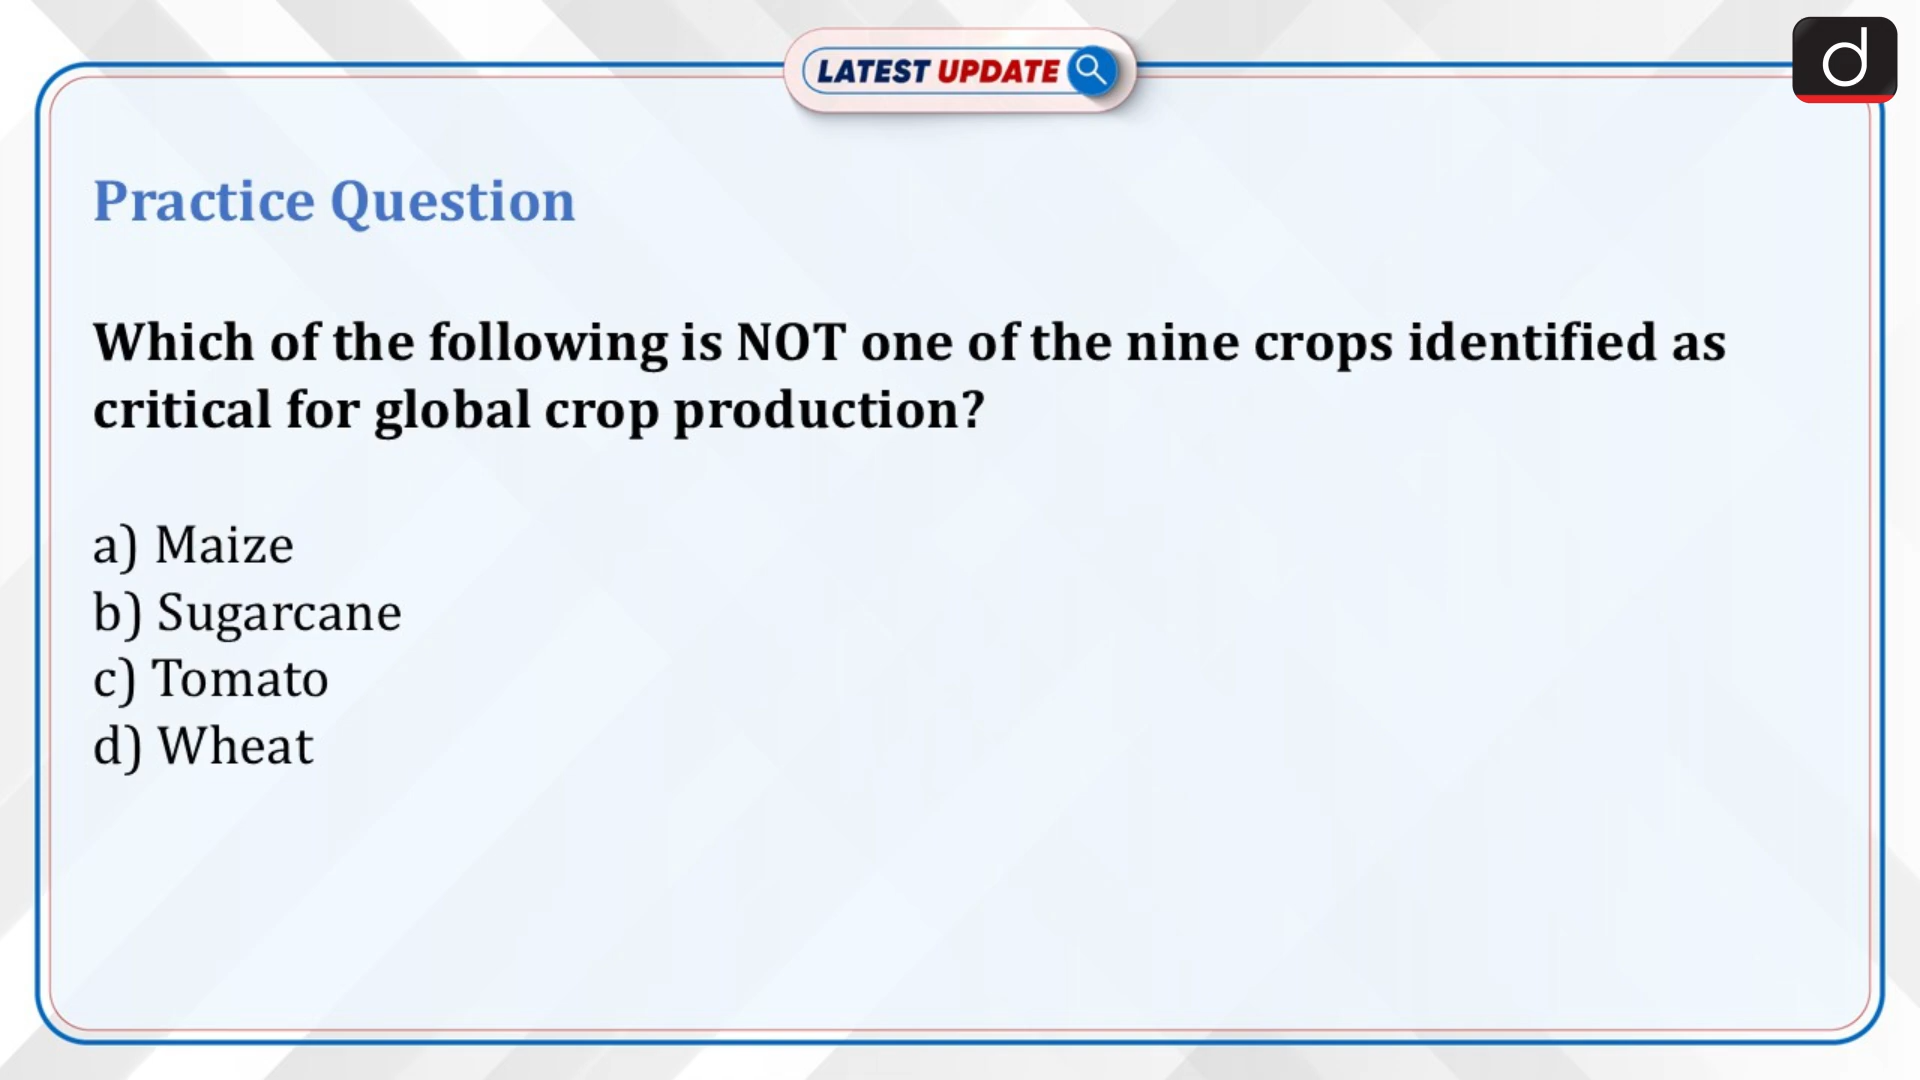 LATEST UPDATE
d
Practice Question
Which of the following is NOT one of the nine crops identified as
critical for global crop production?
a) Maize
b) Sugarcane
c) Tomato
d) Wheat